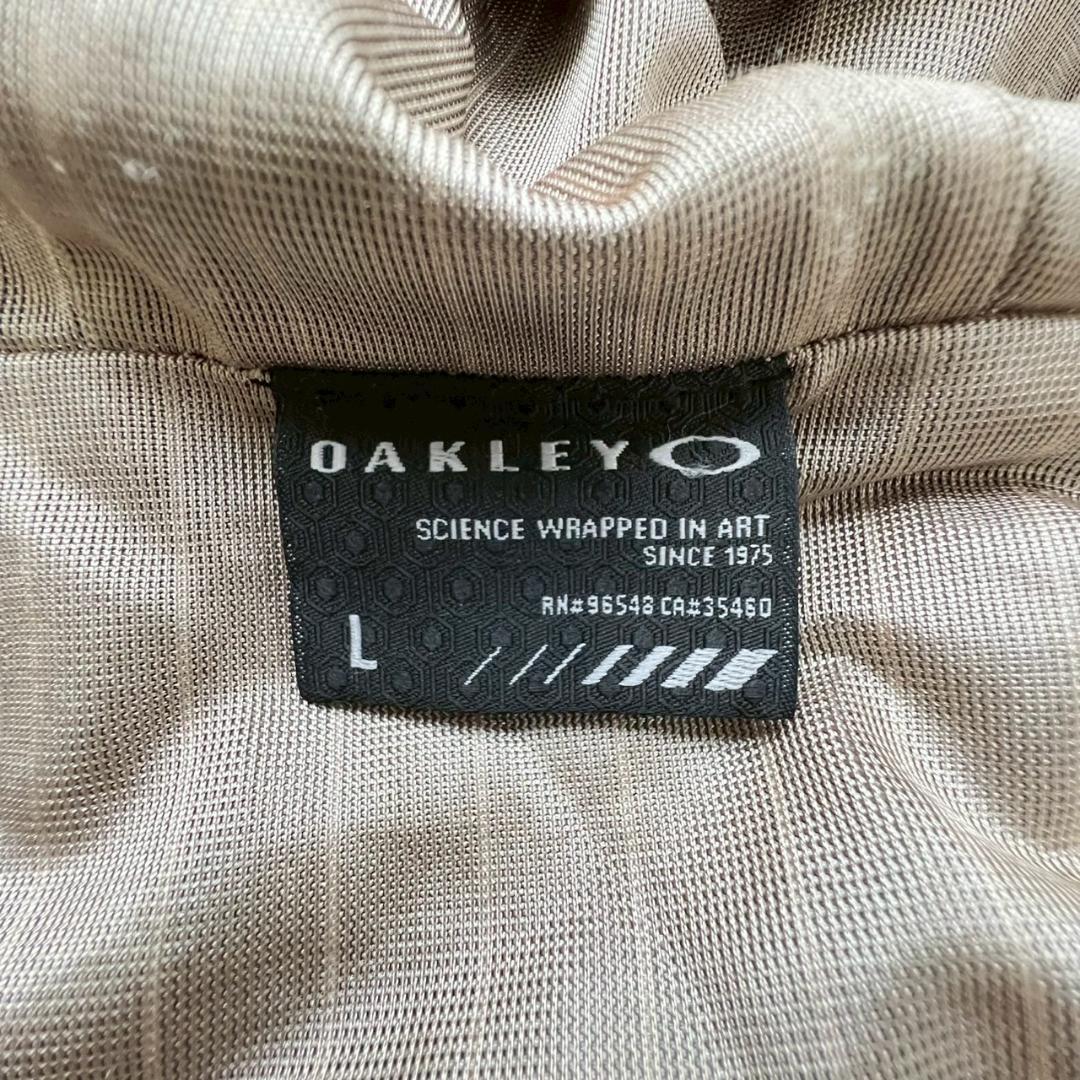 OAKLEY
SCIENCE WRAPPED IN ART
SINCE 1975
RN#96548 CA#35460
L